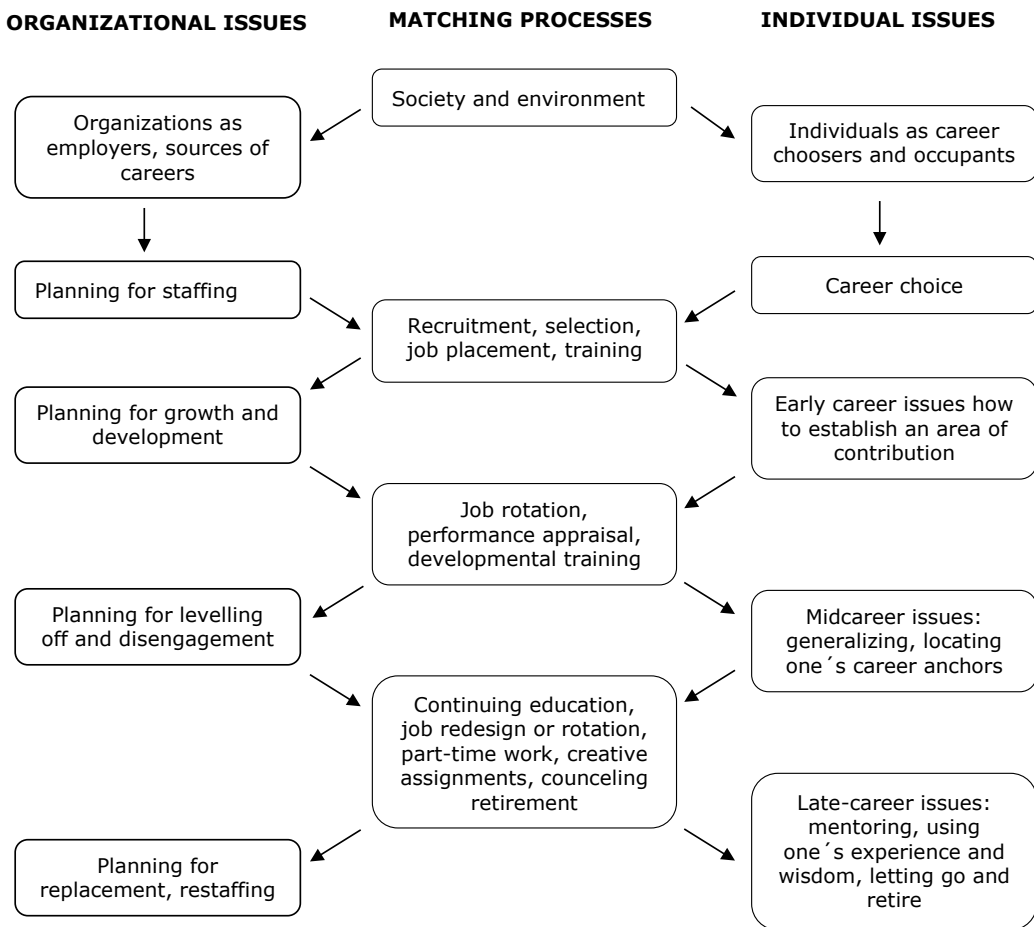 ORGANIZATIONAL ISSUES
MATCHING PROCESSES
INDIVIDUAL ISSUES
Society and environment
Organizations as
employers, sources of
careers
Individuals as career
choosers and occupants
Planning for staffing
Career choice
Recruitment, selection,
job placement, training
Planning for growth and
development
Early career issues how
to establish an area of
contribution
Job rotation,
performance appraisal,
developmental training
Planning for levelling
off and disengagement
Midcareer issues:
generalizing, locating
one´s career anchors
Continuing education,
job redesign or rotation,
part-time work, creative
assignments, counceling
retirement
Planning for
replacement, restaffing
Late-career issues:
mentoring, using
one´s experience and
wisdom, letting go and
retire